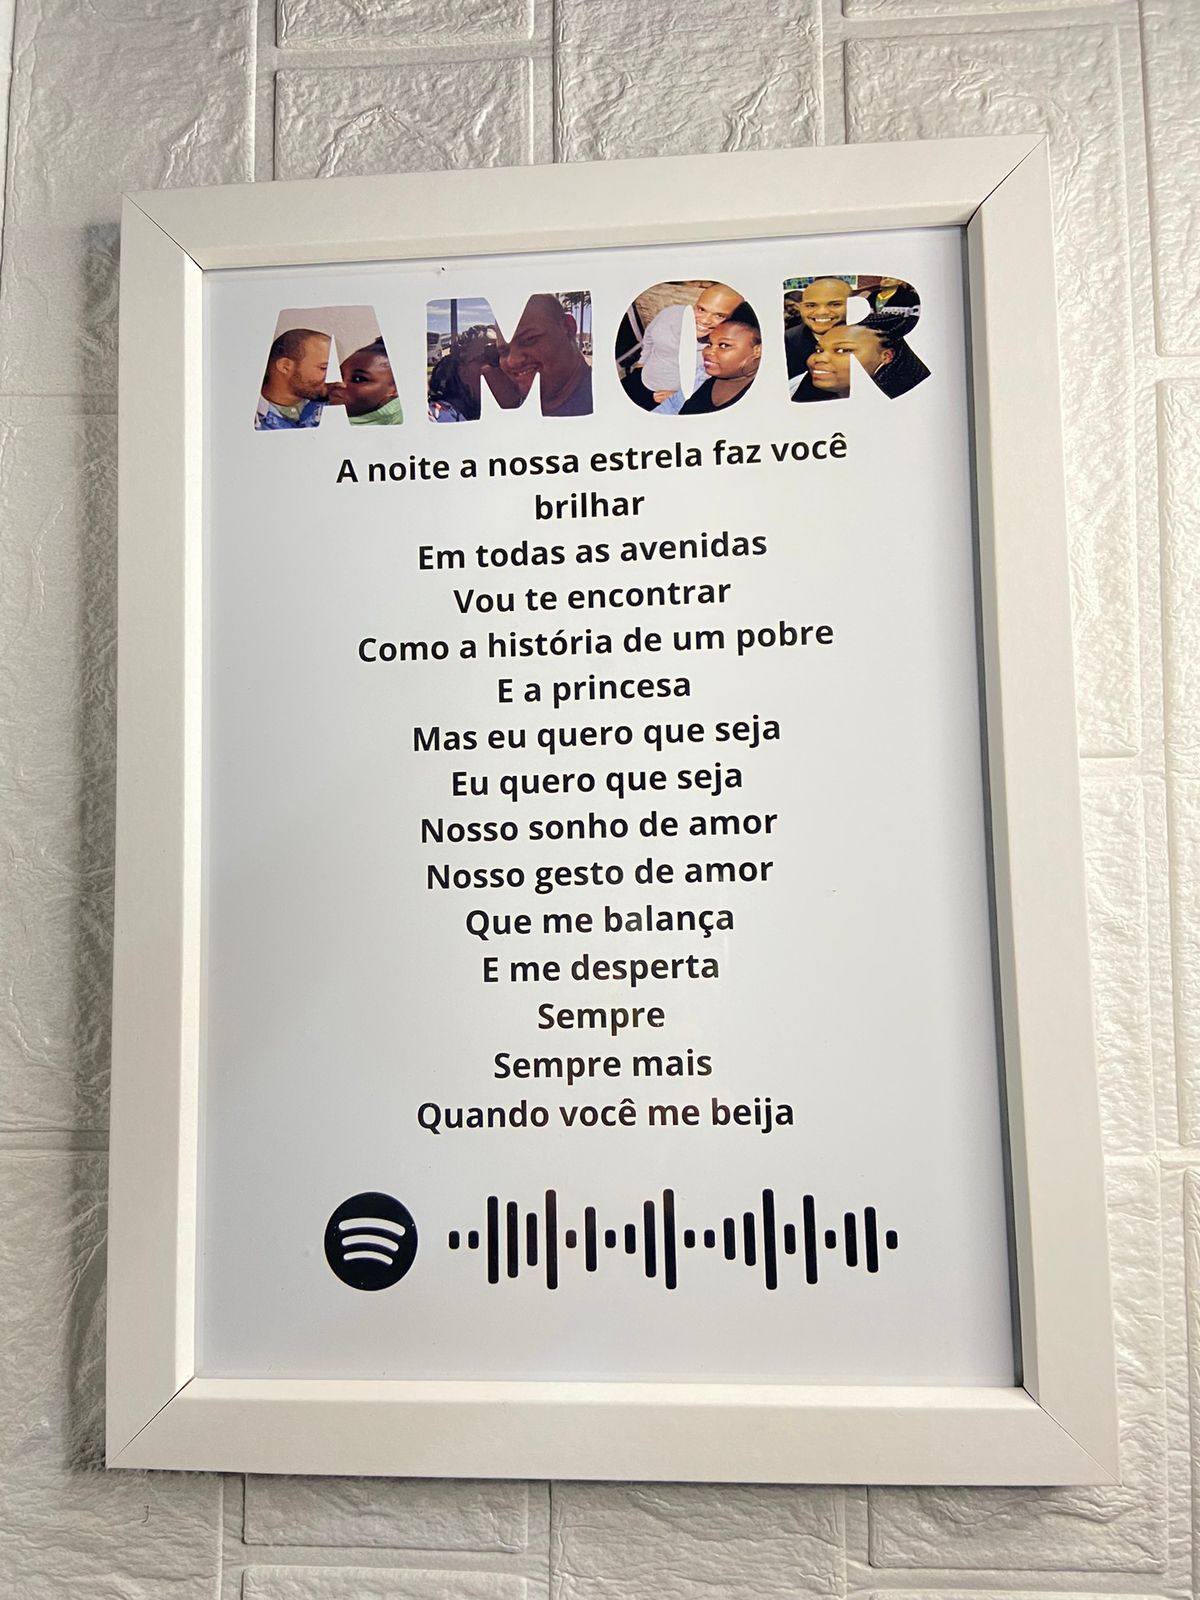 AMOR
A noite a nossa estrela faz você
brilhar
Em todas as avenidas
Vou te encontrar
Como a história de um pobre
E a princesa
Mas eu quero que seja
Eu quero que seja
Nosso sonho de amor
Nosso gesto de amor
Que me balança
E me desperta
Sempre
Sempre mais
Quando você me beija